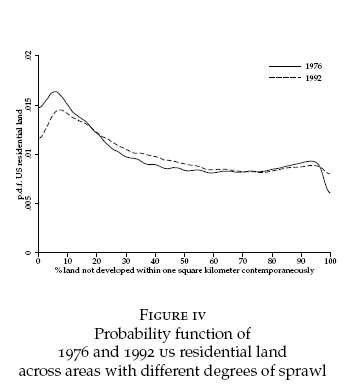 .02
.015
.01
.005
0
p.d.f. US residential land
1976
1992
0 10 20 30 40 50 60 70 80 90 100
% land not developed within one square kilometer contemporaneously
FIGURE IV
Probability function of
1976 and 1992 US residential land
across areas with different degrees of sprawl